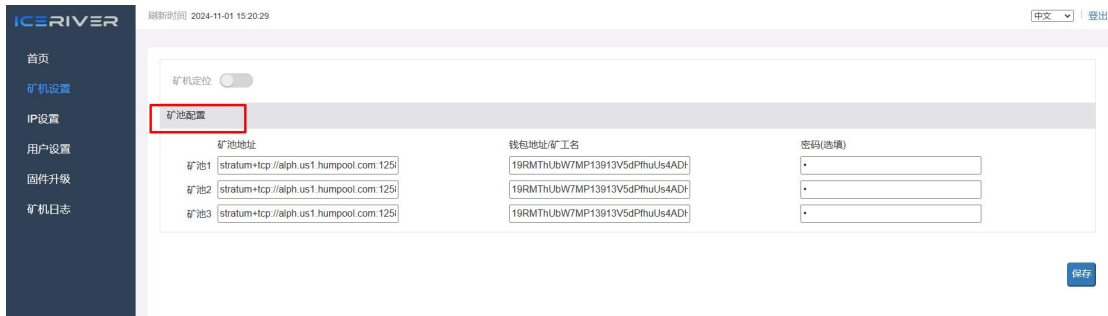 ICERIVER
刷新时间 2024-11-01 15:20:29
中文
登出
首页
矿机设置
IP设置
用户设置
固件升级
矿机日志
矿机定位
矿池配置
矿池地址 钱包地址/矿工名 密码(选填)
矿池1 stratum+tcp://alph.us1.humpool.com:125 19RMThUbW7MP13913V5dPfhuUs4AD •
矿池2 stratum+tcp://alph.us1.humpool.com:125 19RMThUbW7MP13913V5dPfhuUs4AD •
矿池3 stratum+tcp://alph.us1.humpool.com:125 19RMThUbW7MP13913V5dPfhuUs4AD •
保存